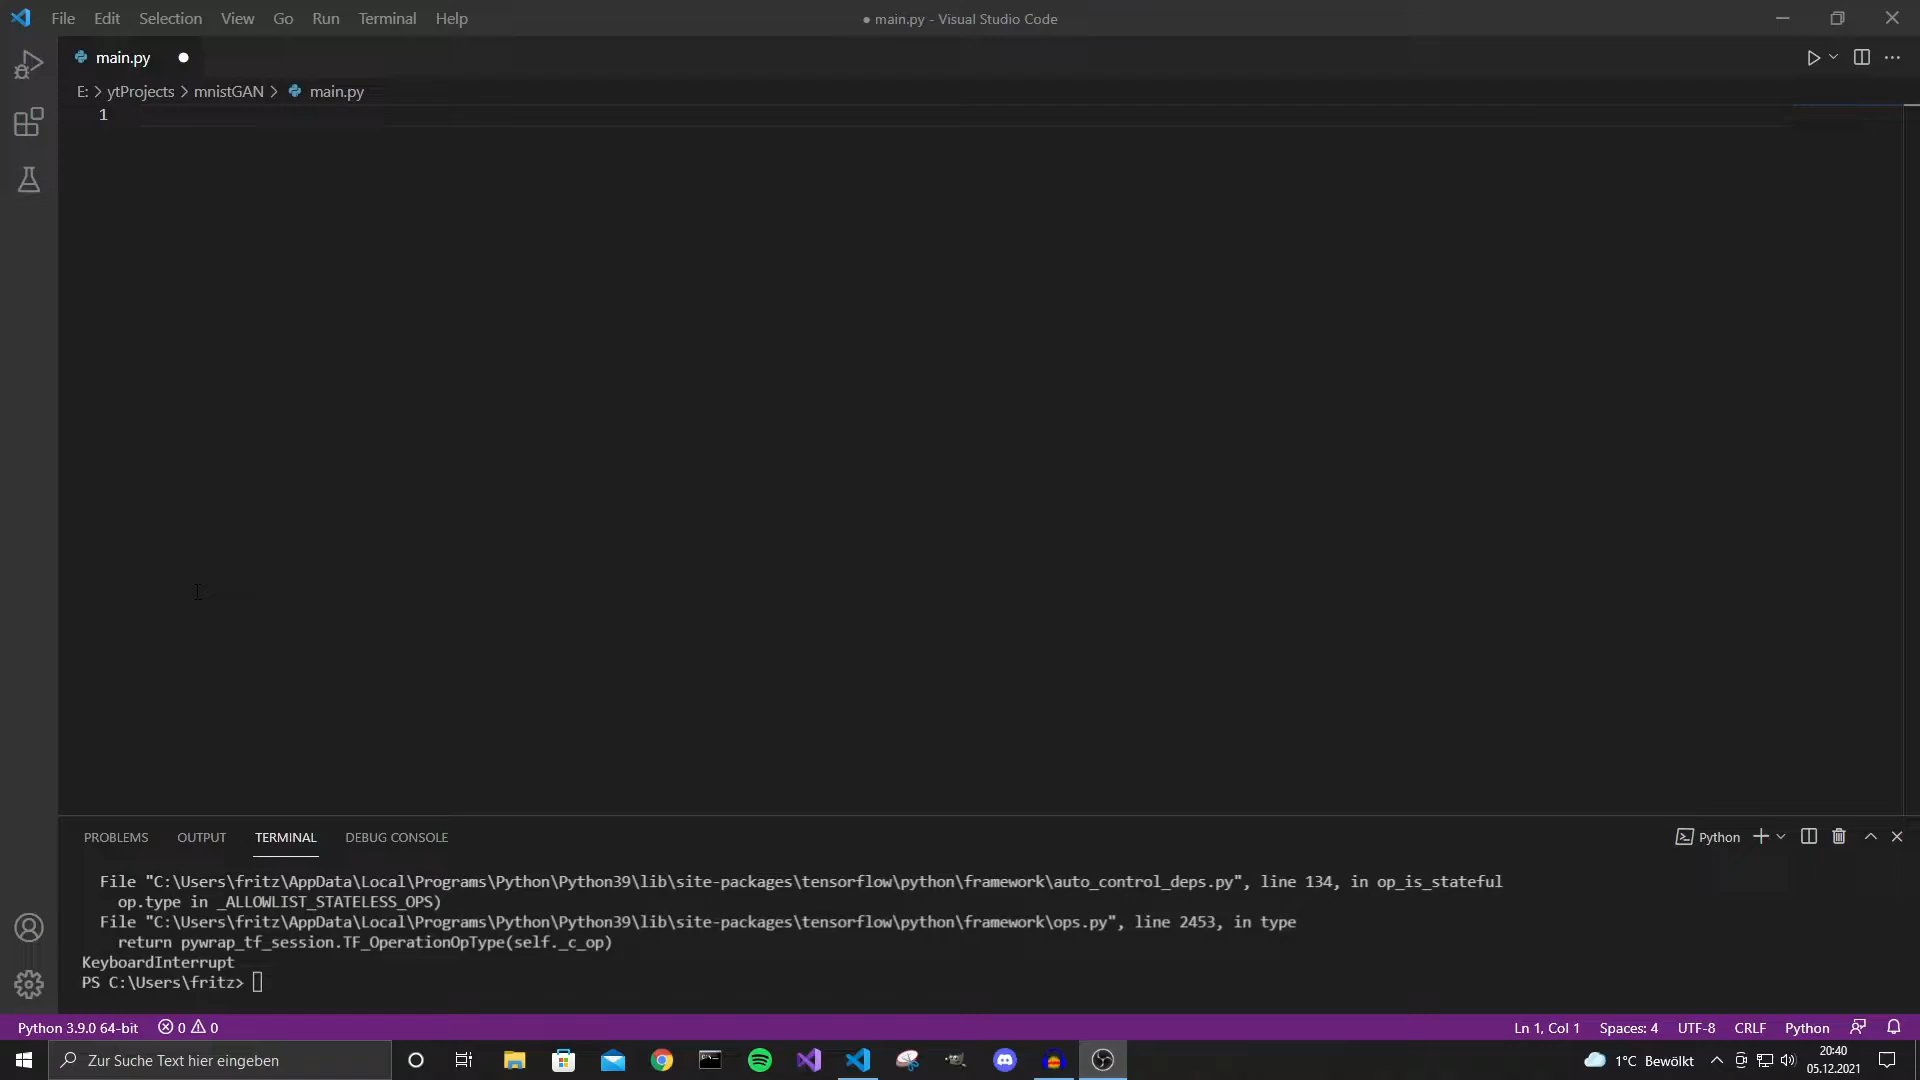 File Edit Selection View Go Run Terminal Help
● main.py - Visual Studio Code
main.py
E: > ytProjects > mnistGAN > main.py
1
PROBLEMS OUTPUT TERMINAL DEBUG CONSOLE
Python
File "C:\Users\fritz\AppData\Local\Programs\Python\Python39\lib\site-packages\tensorflow\python\framework\auto_control_deps.py", line 134, in op_is_stateful
op.type in _ALLOWLIST_STATELESS_OPS)
File "C:\Users\fritz\AppData\Local\Programs\Python\Python39\lib\site-packages\tensorflow\python\framework\ops.py", line 2453, in type
return pywrap_tf_session.TF_OperationOpType(self._c_op)
KeyboardInterrupt
PS C:\Users\fritz>
Python 3.9.0 64-bit 0 0
Ln 1, Col 1 Spaces: 4 UTF-8 CRLF Python
Zur Suche Text hier eingeben
1°C Bewölkt
20:40
05.12.2021